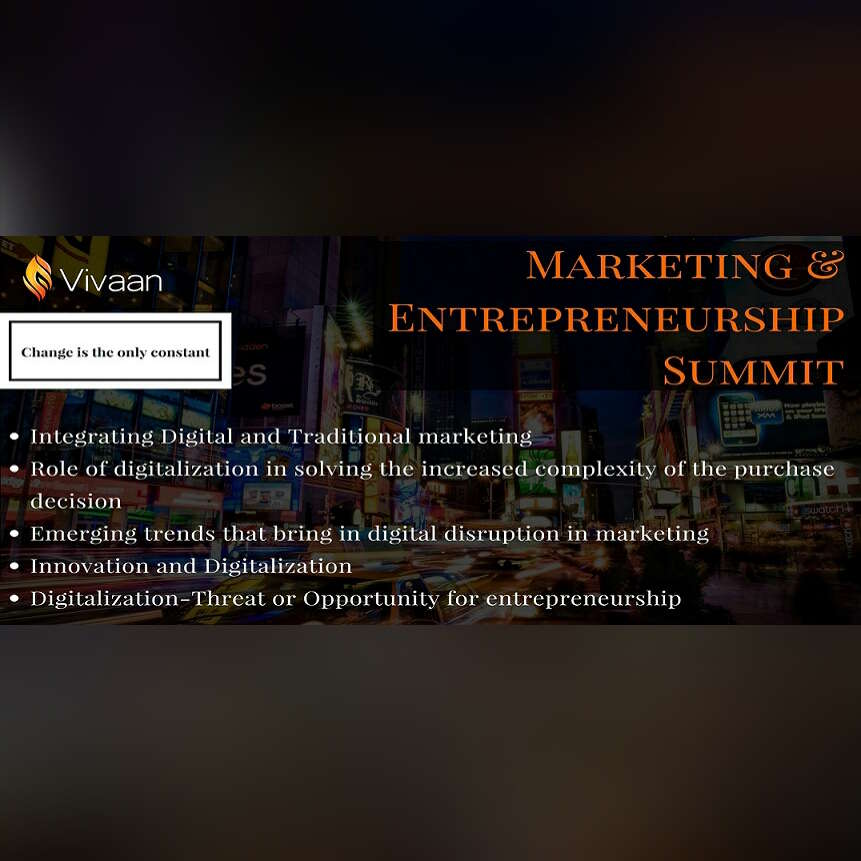 Vivaan
MARKETING &
ENTREPRENEURSHIP
SUMMIT
Change is the only constant
• Integrating Digital and Traditional marketing
• Role of digitalization in solving the increased complexity of the purchase
decision
• Emerging trends that bring in digital disruption in marketing
• Innovation and Digitalization
• Digitalization-Threat or Opportunity for entrepreneurship
swatch+